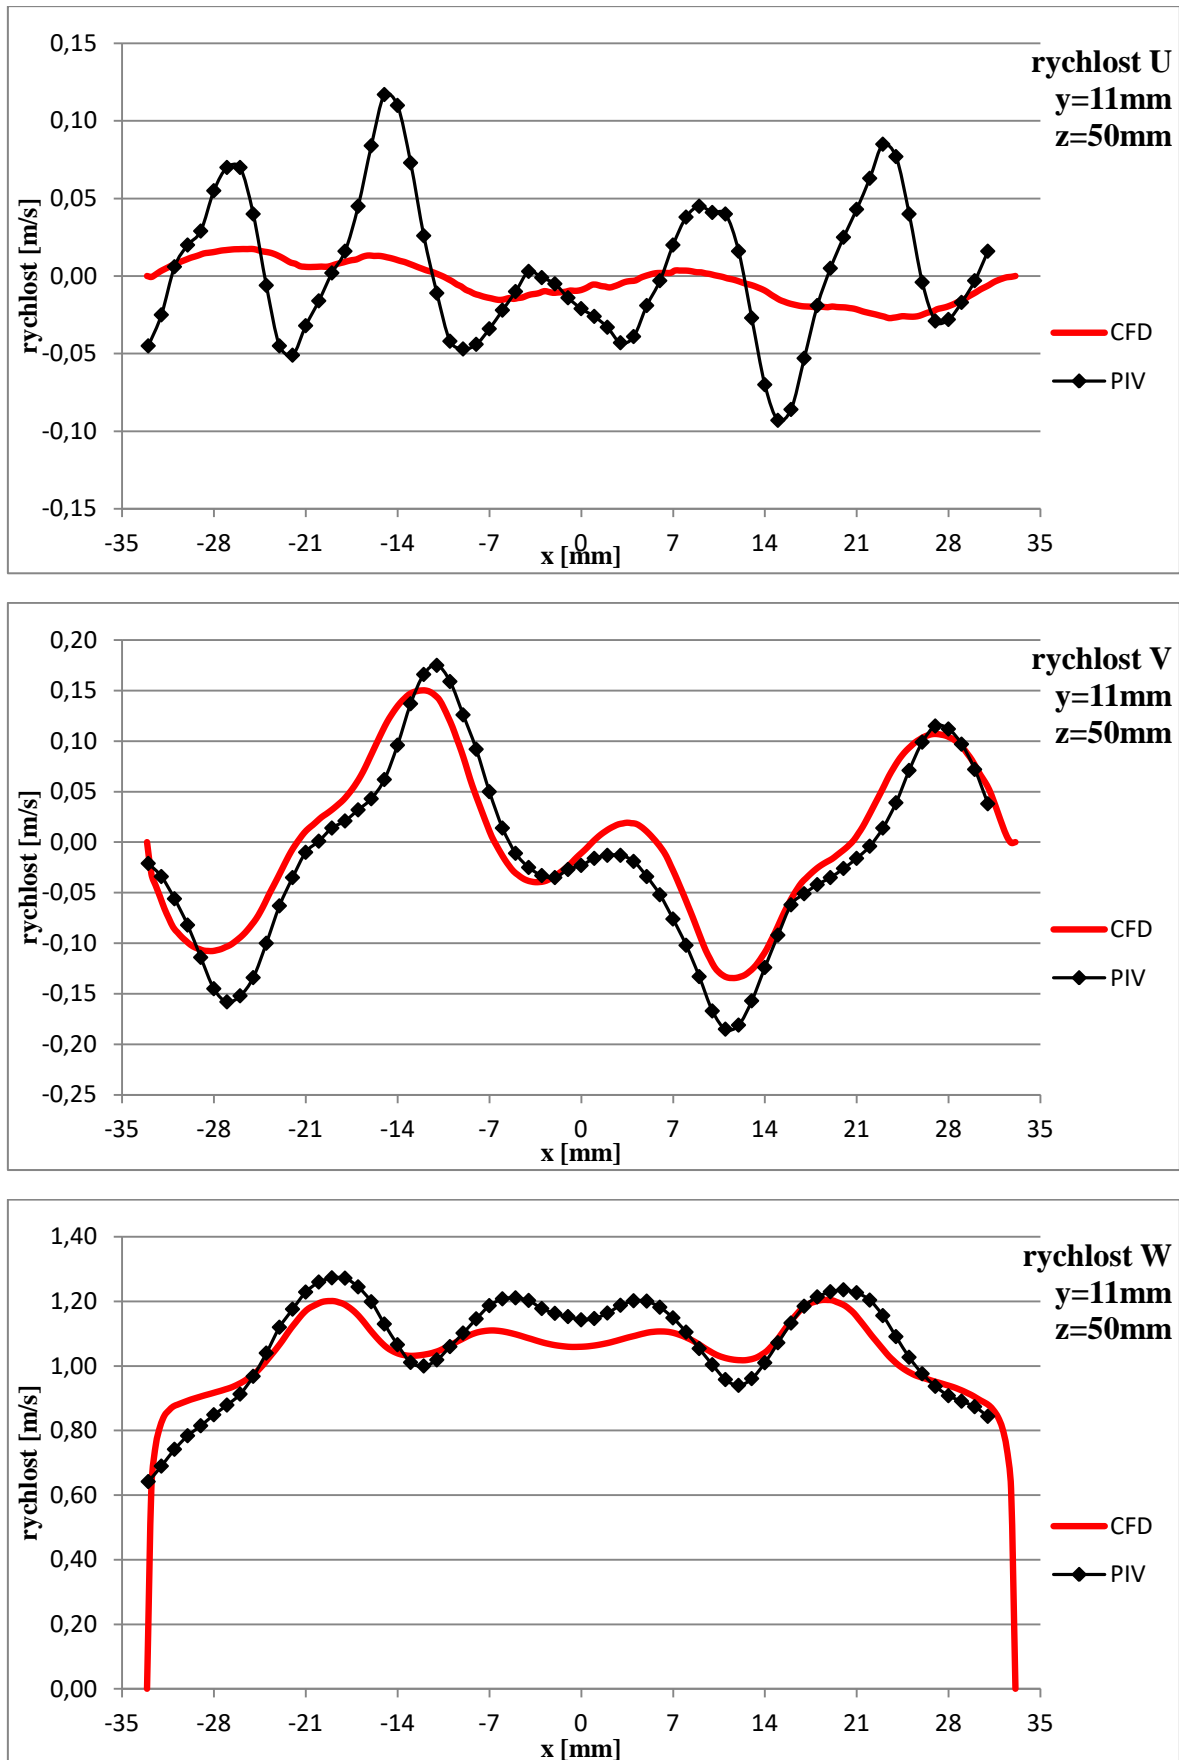 0,15
0,10
0,05
0,00
-0,05
-0,10
-0,15
rychlost [m/s]
-35 -28 -21 -14 -7 0 7 14 21 28 35
x [mm]
rychlost U
y=11mm
z=50mm
CFD
PIV
0,20
0,15
0,10
0,05
0,00
-0,05
-0,10
-0,15
-0,20
-0,25
rychlost [m/s]
-35 -28 -21 -14 -7 0 7 14 21 28 35
x [mm]
rychlost V
y=11mm
z=50mm
CFD
PIV
1,40
1,20
1,00
0,80
0,60
0,40
0,20
0,00
rychlost [m/s]
-35 -28 -21 -14 -7 0 7 14 21 28 35
x [mm]
rychlost W
y=11mm
z=50mm
CFD
PIV